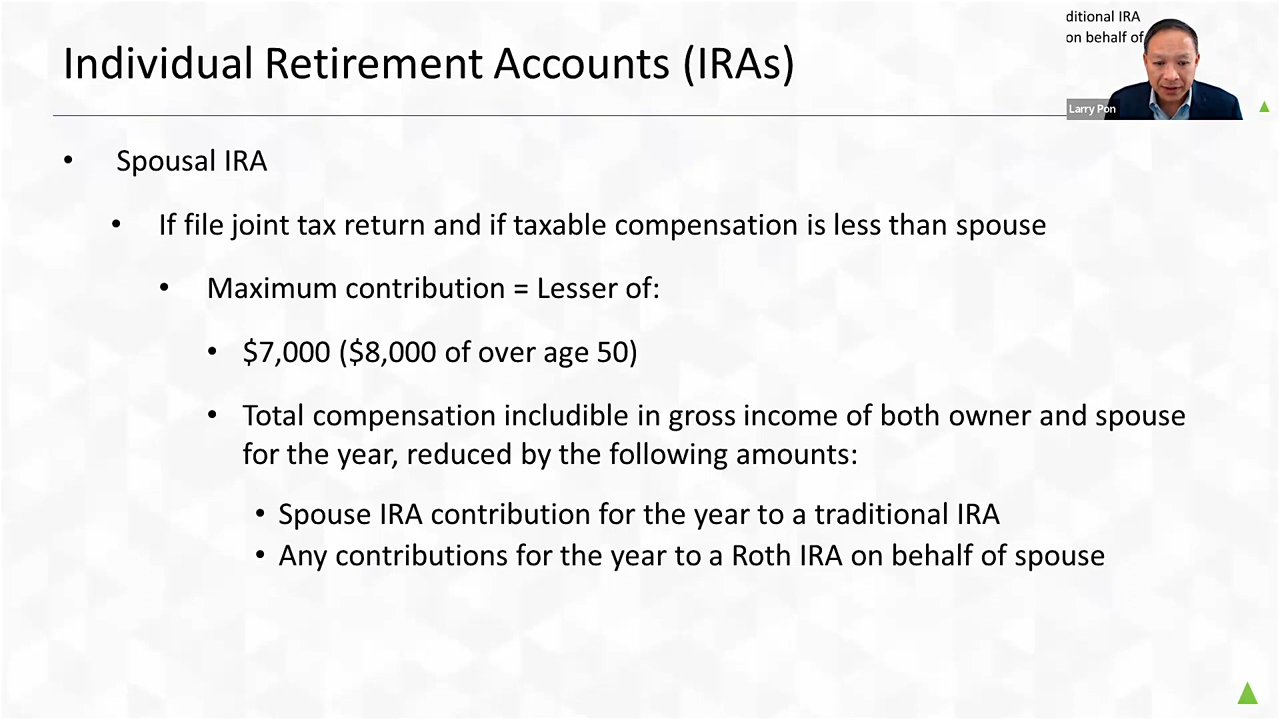 ditional IRA
on behalf of
Individual Retirement Accounts (IRAs)
Larry Pon
• Spousal IRA
• If file joint tax return and if taxable compensation is less than spouse
• Maximum contribution = Lesser of:
• $7,000 ($8,000 of over age 50)
• Total compensation includible in gross income of both owner and spouse
for the year, reduced by the following amounts:
• Spouse IRA contribution for the year to a traditional IRA
• Any contributions for the year to a Roth IRA on behalf of spouse